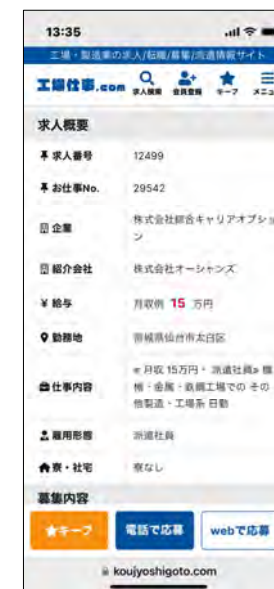 13:35
工場・製造業の求人/転職/募集/派遣情報サイト
工場仕事.com 求人検索 会員登録 キープ メニュ
求人概要
求人番号 12499
お仕事No. 29542
企業 株式会社綜合キャリアオプショ
ン
紹介会社 株式会社オーシャンズ
¥ 給与 月収例 15 万円
勤務地 宮城県仙台市太白区
« 月収 15万円・ 派遣社員» 機
仕事内容 械・金属・鉄鋼工場での その
他製造・工場系 日勤
雇用形態 派遣社員
寮・社宅 寮なし
募集内容
★キープ 電話で応募 webで応募
koujyoshigoto.com